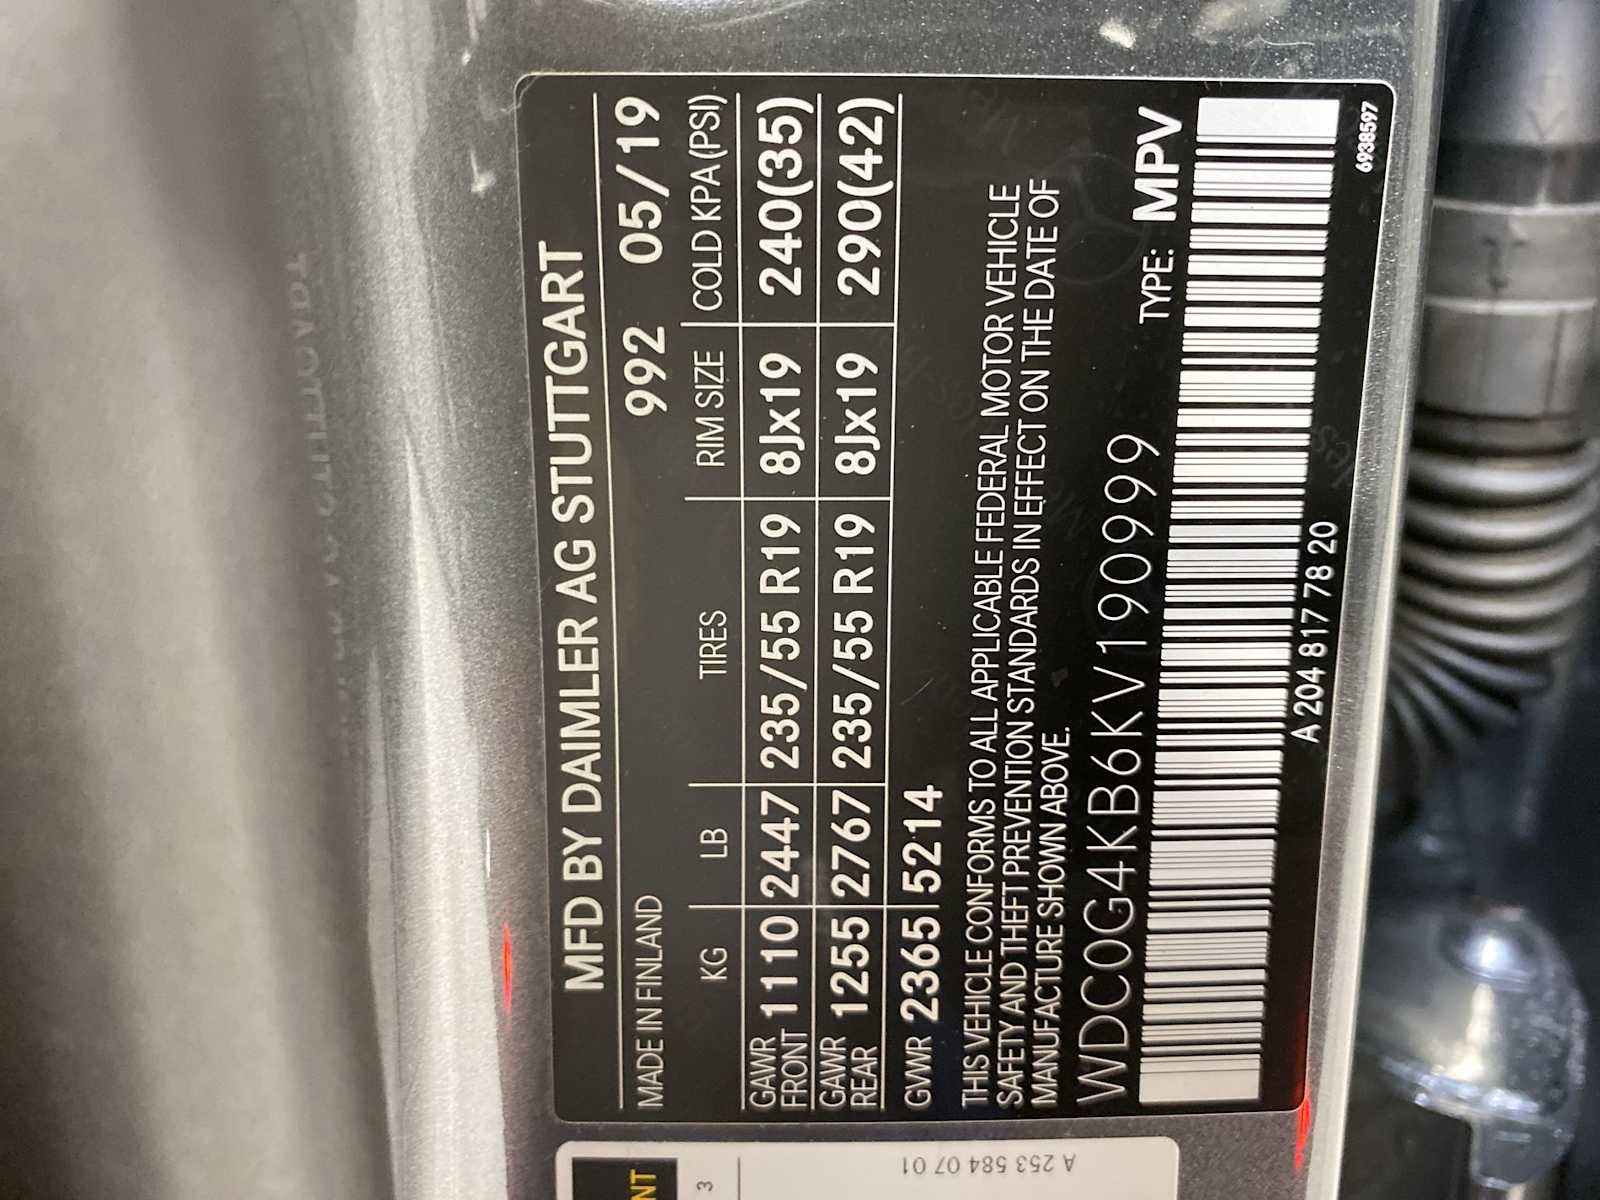 MFD BY DAIMLER AG STUTTGART
MADE IN FINLAND 992 05/19
KG LB TIRES RIM SIZE COLD KPA (PSI)
GAWR FRONT 1110 2447 235/55 R19 8Jx19 240(35)
GAWR REAR 1255 2767 235/55 R19 8Jx19 290(42)
GVWR 2365 5214
THIS VEHICLE CONFORMS TO ALL APPLICABLE FEDERAL MOTOR VEHICLE
SAFETY AND THEFT PREVENTION STANDARDS IN EFFECT ON THE DATE OF
MANUFACTURE SHOWN ABOVE.
WDC0G4KB6KV190999 TYPE: MPV
A 204 817 78 20
6938597
NT
3
A 253 584 07 01